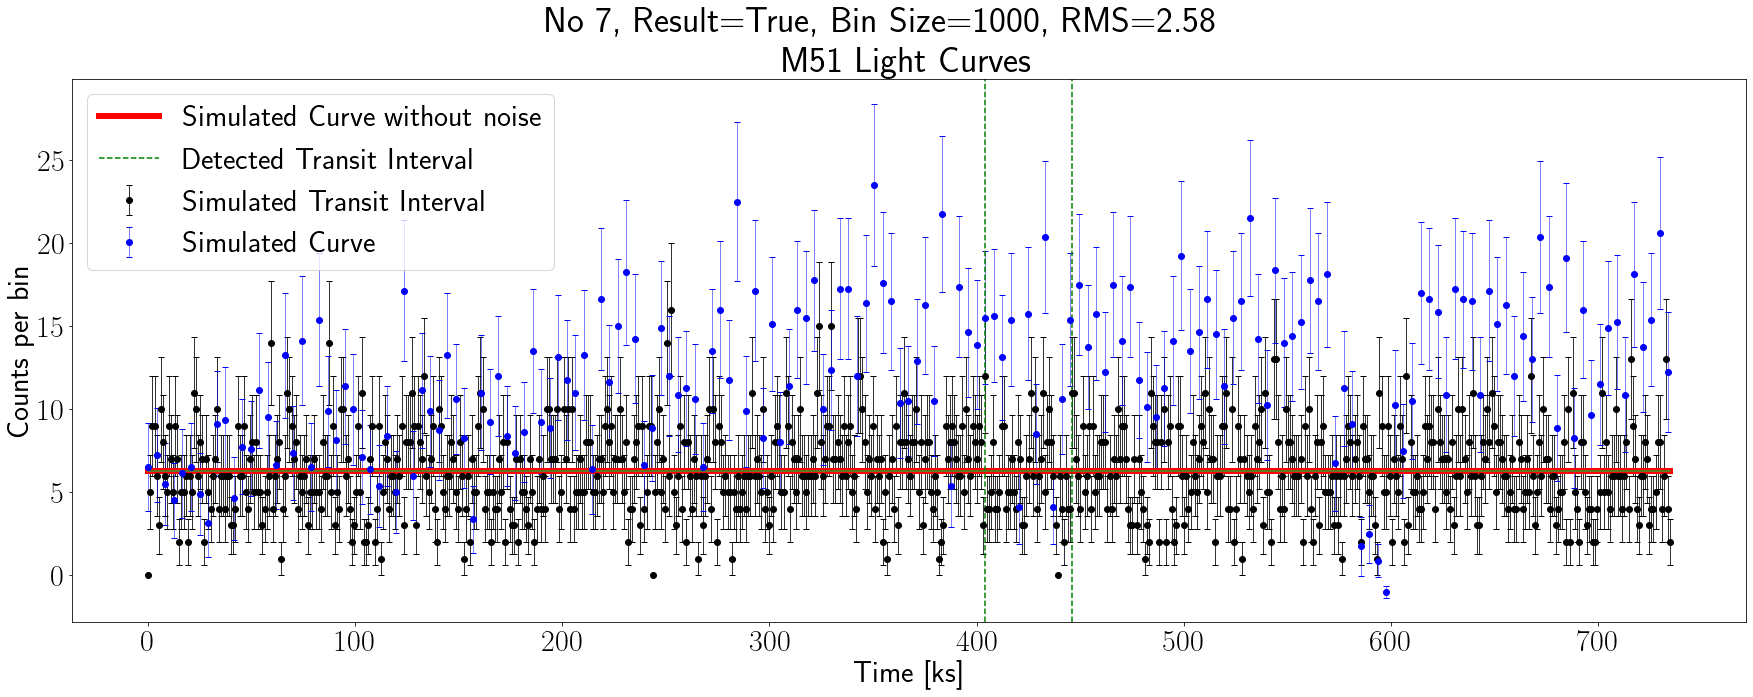 No 7, Result=True, Bin Size=1000, RMS=2.58
M51 Light Curves
Simulated Curve without noise
Detected Transit Interval
Simulated Transit Interval
Simulated Curve
Counts per bin
25
20
15
10
5
0
0 100 200 300 400 500 600 700
Time [ks]